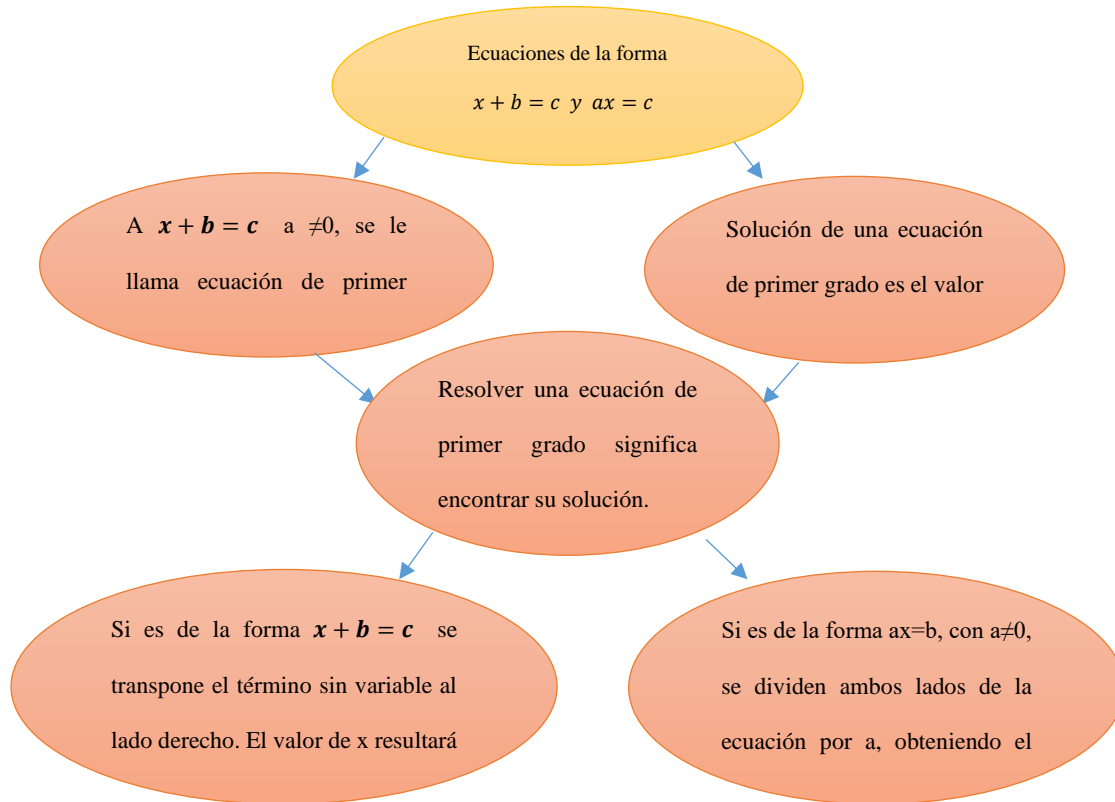 Ecuaciones de la forma
x + b = c y ax = c
A x + b = c a ≠0, se le
llama ecuación de primer
Solución de una ecuación
de primer grado es el valor
Resolver una ecuación de
primer grado significa
encontrar su solución.
Si es de la forma x + b = c se
transpone el término sin variable al
lado derecho. El valor de x resultará
Si es de la forma ax=b, con a≠0,
se dividen ambos lados de la
ecuación por a, obteniendo el